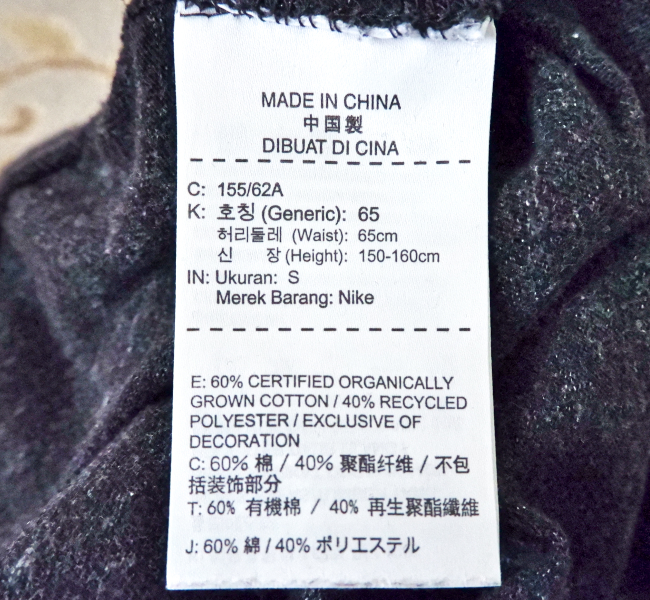 MADE IN CHINA
中国製
DIBUAT DI CINA
C: 155/62A
K: 호칭 (Generic): 65
허리둘레 (Waist): 65cm
신 장 (Height): 150-160cm
IN: Ukuran: S
Merek Barang: Nike
E: 60% CERTIFIED ORGANICALLY
GROWN COTTON / 40% RECYCLED
POLYESTER / EXCLUSIVE OF
DECORATION
C: 60% 棉 / 40% 聚酯纤维 / 不包
括装饰部分
T: 60% 有機棉 / 40% 再生聚酯纖維
J: 60% 綿 / 40% ポリエステル